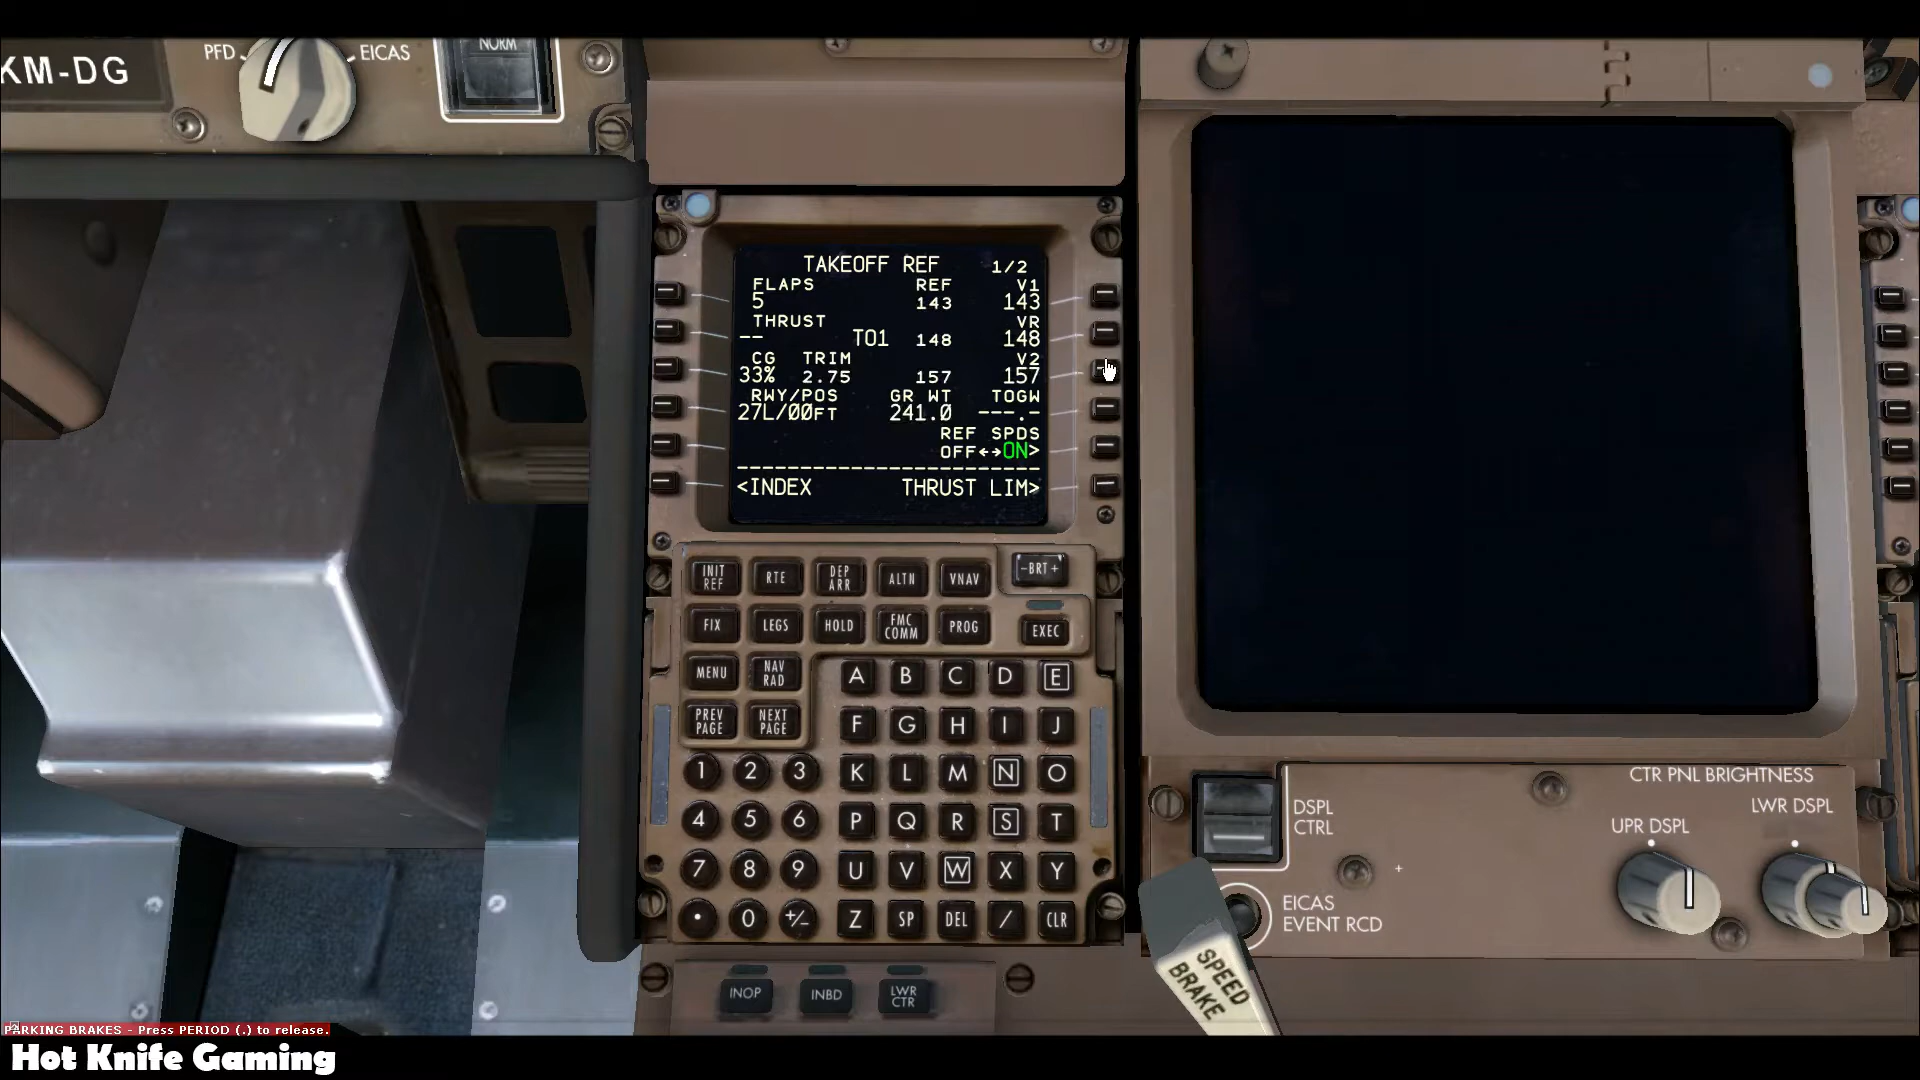 PFD
EICAS
NORM
KM-DG
TAKEOFF REF 1/2
FLAPS REF V1
5 143 143
THRUST VR
-- TO1 148 148
CG TRIM V2
33% 2.75 157 157
RWY/POS GR WT TOGW
27L/00FT 241.0 ---.-
REF SPDS
OFF↔ON>
<INDEX THRUST LIM>
INIT REF
RTE
DEP ARR
ALTN
VNAV
-BRT+
FIX
LEGS
HOLD
FMC COMM
PROG
EXEC
MENU
NAV RAD
PREV PAGE
NEXT PAGE
A B C D E
F G H I J
1 2 3 K L M N O
4 5 6 P Q R S T
7 8 9 U V W X Y
. 0 +/- Z SP DEL / CLR
INOP
INBD
LWR CTR
CTR PNL BRIGHTNESS
LWR DSPL
UPR DSPL
DSPL
CTRL
EICAS
EVENT RCD
SPEED
BRAKE
PARKING BRAKES - Press PERIOD (.) to release.
Hot Knife Gaming